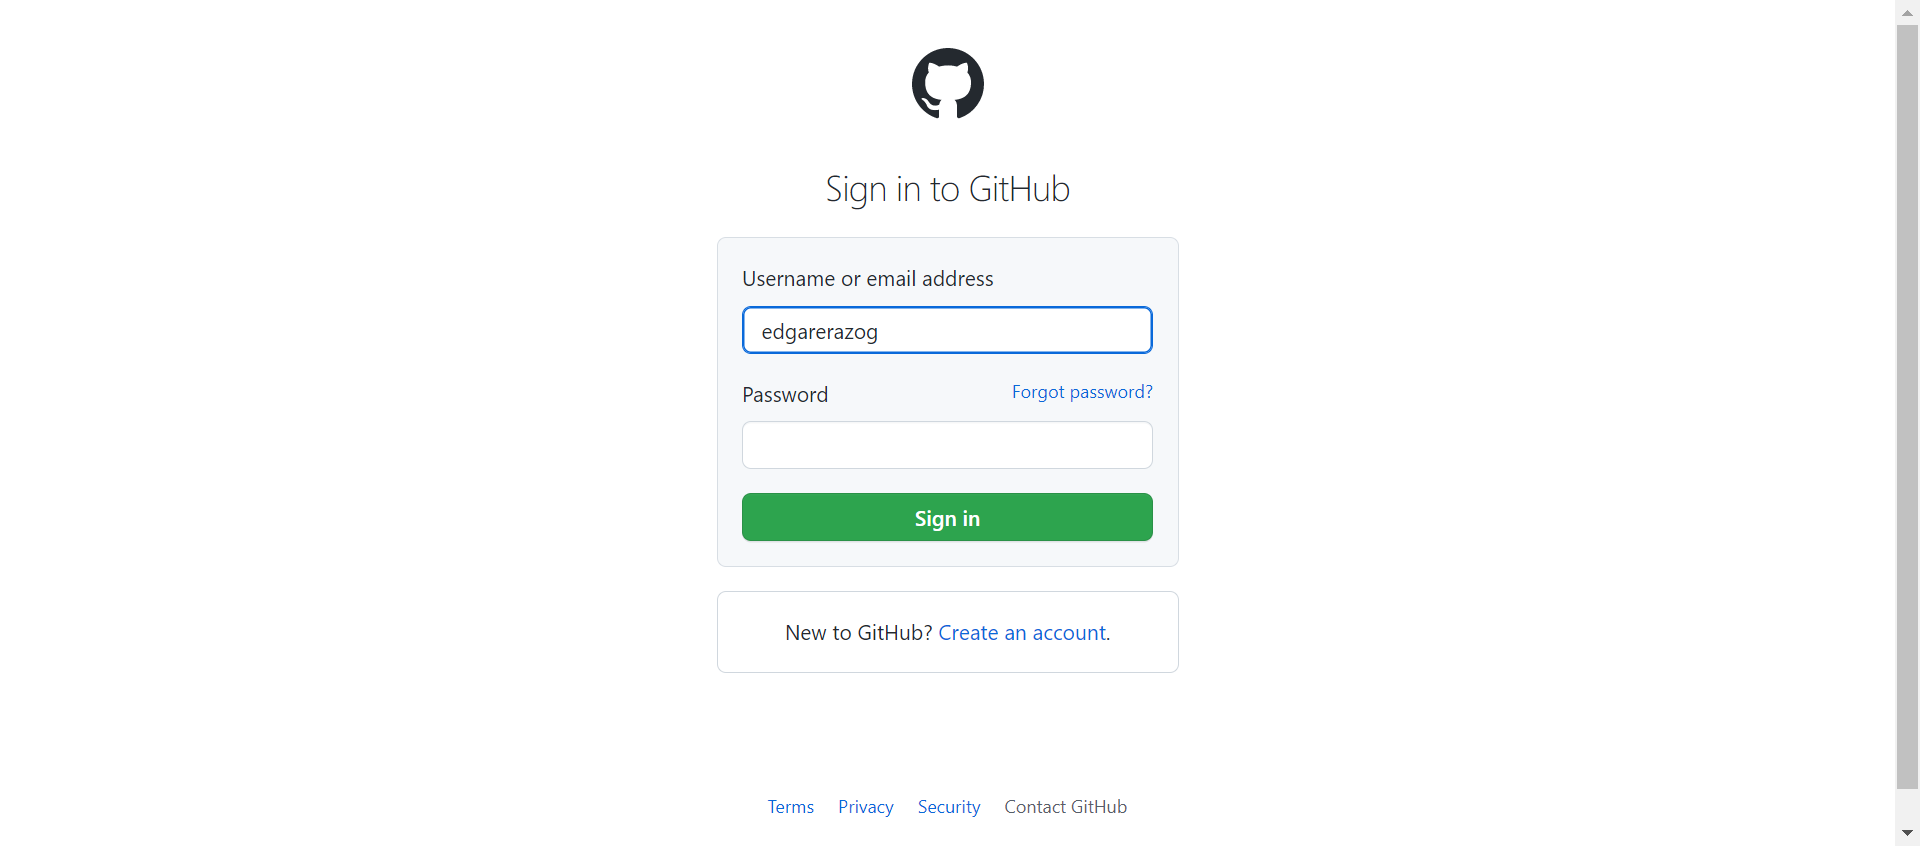 Sign in to GitHub
Username or email address
edgarerazog
Password
Forgot password?
Sign in
New to GitHub? Create an account.
Terms Privacy Security Contact GitHub